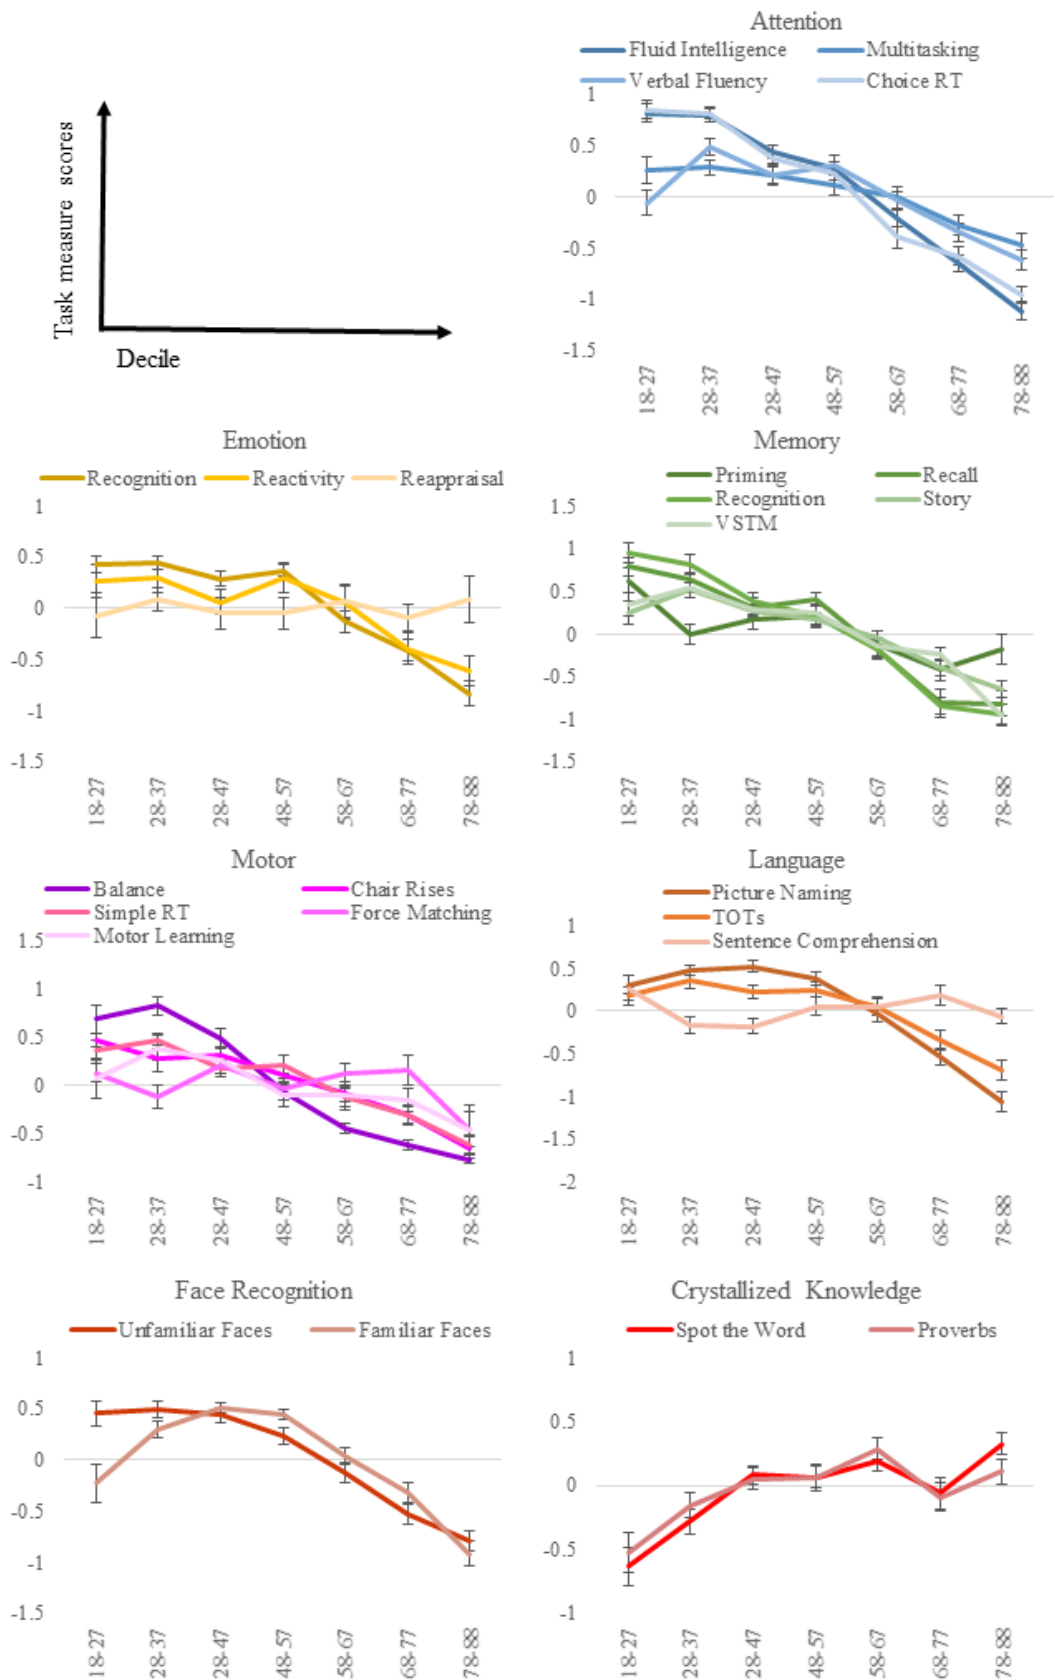 Attention
Fluid Intelligence Multitasking
Verbal Fluency Choice RT
Task measure scores
Decile
1
0.5
0
-0.5
-1
-1.5
18-27 28-37 28-47 48-57 58-67 68-77 78-88
Emotion
Recognition Reactivity Reappraisal
1
0.5
0
-0.5
-1
-1.5
18-27 28-37 28-47 48-57 58-67 68-77 78-88
Memory
Priming Recall
Recognition Story
VSTM
1.5
1
0.5
0
-0.5
-1
-1.5
18-27 28-37 28-47 48-57 58-67 68-77 78-88
Motor
Balance Chair Rises
Simple RT Force Matching
Motor Learning
1.5
1
0.5
0
-0.5
-1
18-27 28-37 28-47 48-57 58-67 68-77 78-88
Language
Picture Naming
TOTs
Sentence Comprehension
1
0.5
0
-0.5
-1
-1.5
-2
18-27 28-37 28-47 48-57 58-67 68-77 78-88
Face Recognition
Unfamiliar Faces Familiar Faces
1
0.5
0
-0.5
-1
-1.5
18-27 28-37 28-47 48-57 58-67 68-77 78-88
Crystallized Knowledge
Spot the Word Proverbs
1
0.5
0
-0.5
-1
18-27 28-37 28-47 48-57 58-67 68-77 78-88